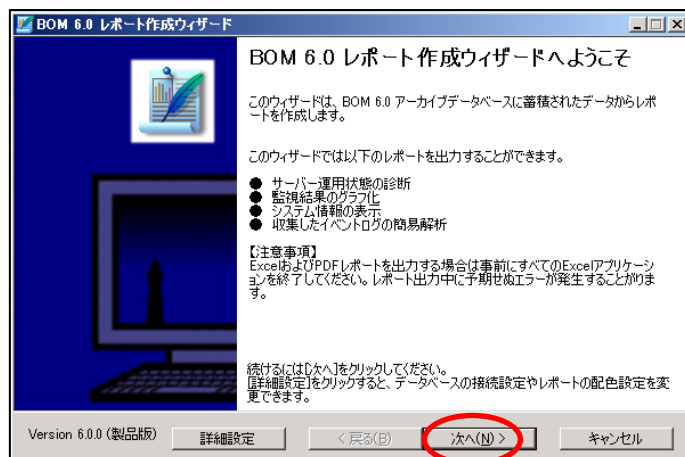 BOM 6.0 レポート作成ウィザード
BOM 6.0 レポート作成ウィザードへようこそ
このウィザードは、BOM 6.0 アーカイブデータベースに蓄積されたデータからレポ
ートを作成します。
このウィザードでは以下のレポートを出力することができます。
● サーバー運用状態の診断
● 監視結果のグラフ化
● システム情報の表示
● 収集したイベントログの簡易解析
【注意事項】
ExcelおよびPDFレポートを出力する場合は事前にすべてのExcelアプリケーシ
ョンを終了してください。レポート出力中に予期せぬエラーが発生することがありま
す。
続けるには[次へ]をクリックしてください。
[詳細設定]をクリックすると、データベースの接続設定やレポートの配色設定を変
更できます。
Version 6.0.0 (製品版) 詳細設定 < 戻る(B) 次へ(N) > キャンセル